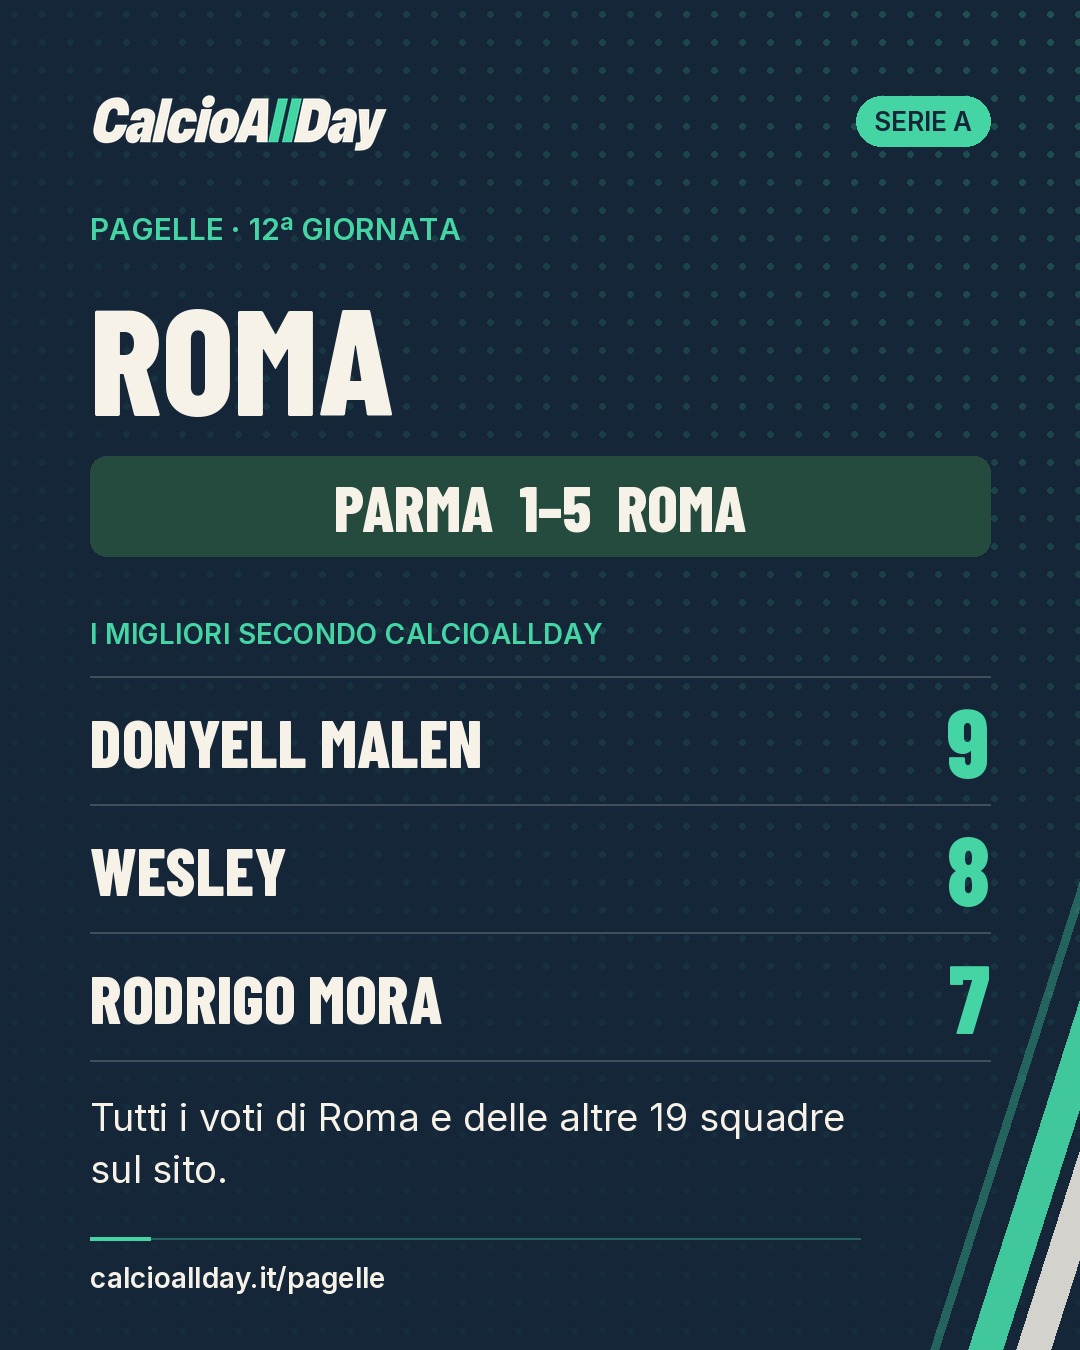 CalcioAllDay
SERIE A
PAGELLE · 12ª GIORNATA
ROMA
PARMA 1–5 ROMA
I MIGLIORI SECONDO CALCIOALLDAY
DONYELL MALEN 9
WESLEY 8
RODRIGO MORA 7
Tutti i voti di Roma e delle altre 19 squadre
sul sito.
calcioallday.it/pagelle